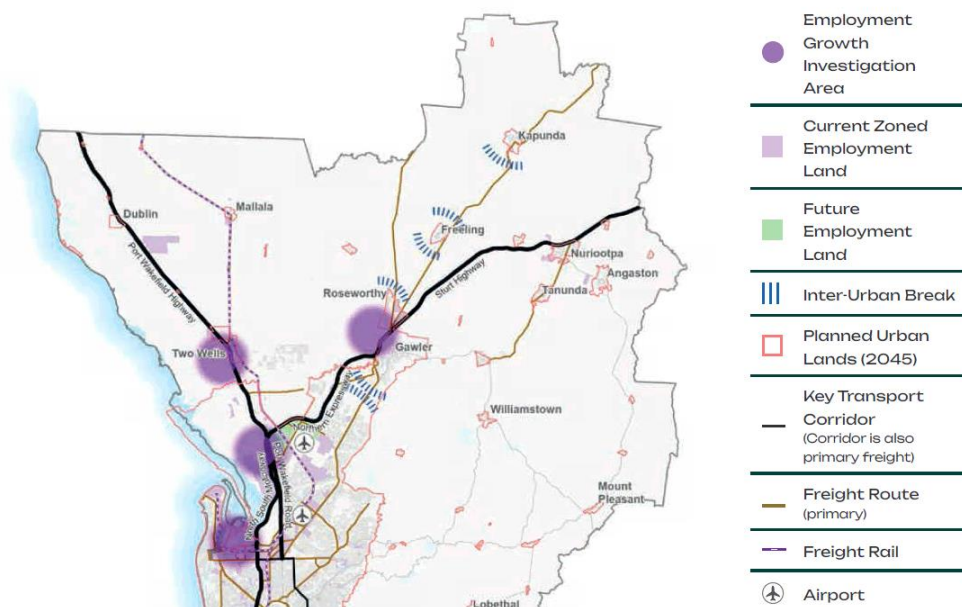 Kapunda
Dublin
Mallala
Freeling
Port Wakefield Highway
Nuriootpa
Angaston
Sturt Highway
Roseworthy
Tanunda
Two Wells
Gawler
Northern Expressway
Williamstown
Port Wakefield Road
North South Motorway
Mount
Pleasant
Lobethal
Employment
Growth
Investigation
Area
Current Zoned
Employment
Land
Future
Employment
Land
Inter-Urban Break
Planned Urban
Lands (2045)
Key Transport
Corridor
(Corridor is also
primary freight)
Freight Route
(primary)
Freight Rail
Airport